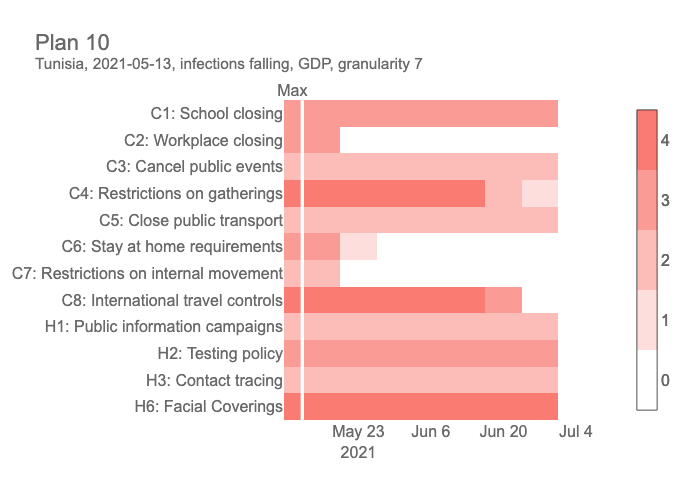 Plan 10
Tunisia, 2021-05-13, infections falling, GDP, granularity 7
Max
C1: School closing
C2: Workplace closing
C3: Cancel public events
C4: Restrictions on gatherings
C5: Close public transport
C6: Stay at home requirements
C7: Restrictions on internal movement
C8: International travel controls
H1: Public information campaigns
H2: Testing policy
H3: Contact tracing
H6: Facial Coverings
May 23 Jun 6 Jun 20 Jul 4
2021
4
3
2
1
0